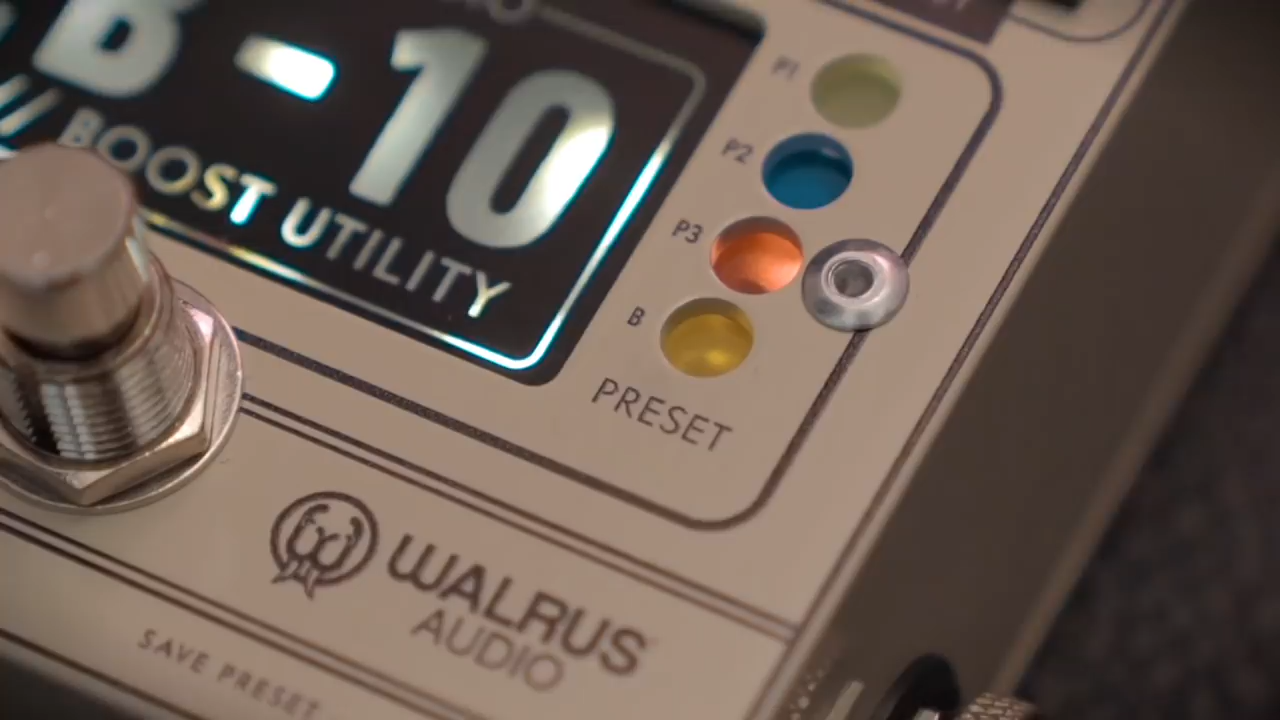 B-10
// BOOST UTILITY
P1
P2
P3
B
PRESET
WALRUS
AUDIO
SAVE PRESET